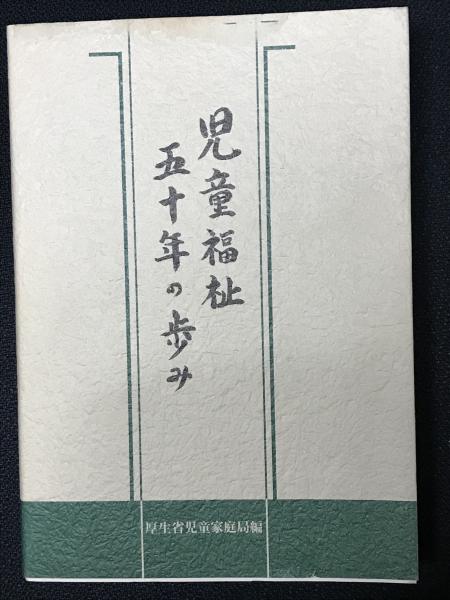 児童福祉
五十年の歩み
厚生省児童家庭局編